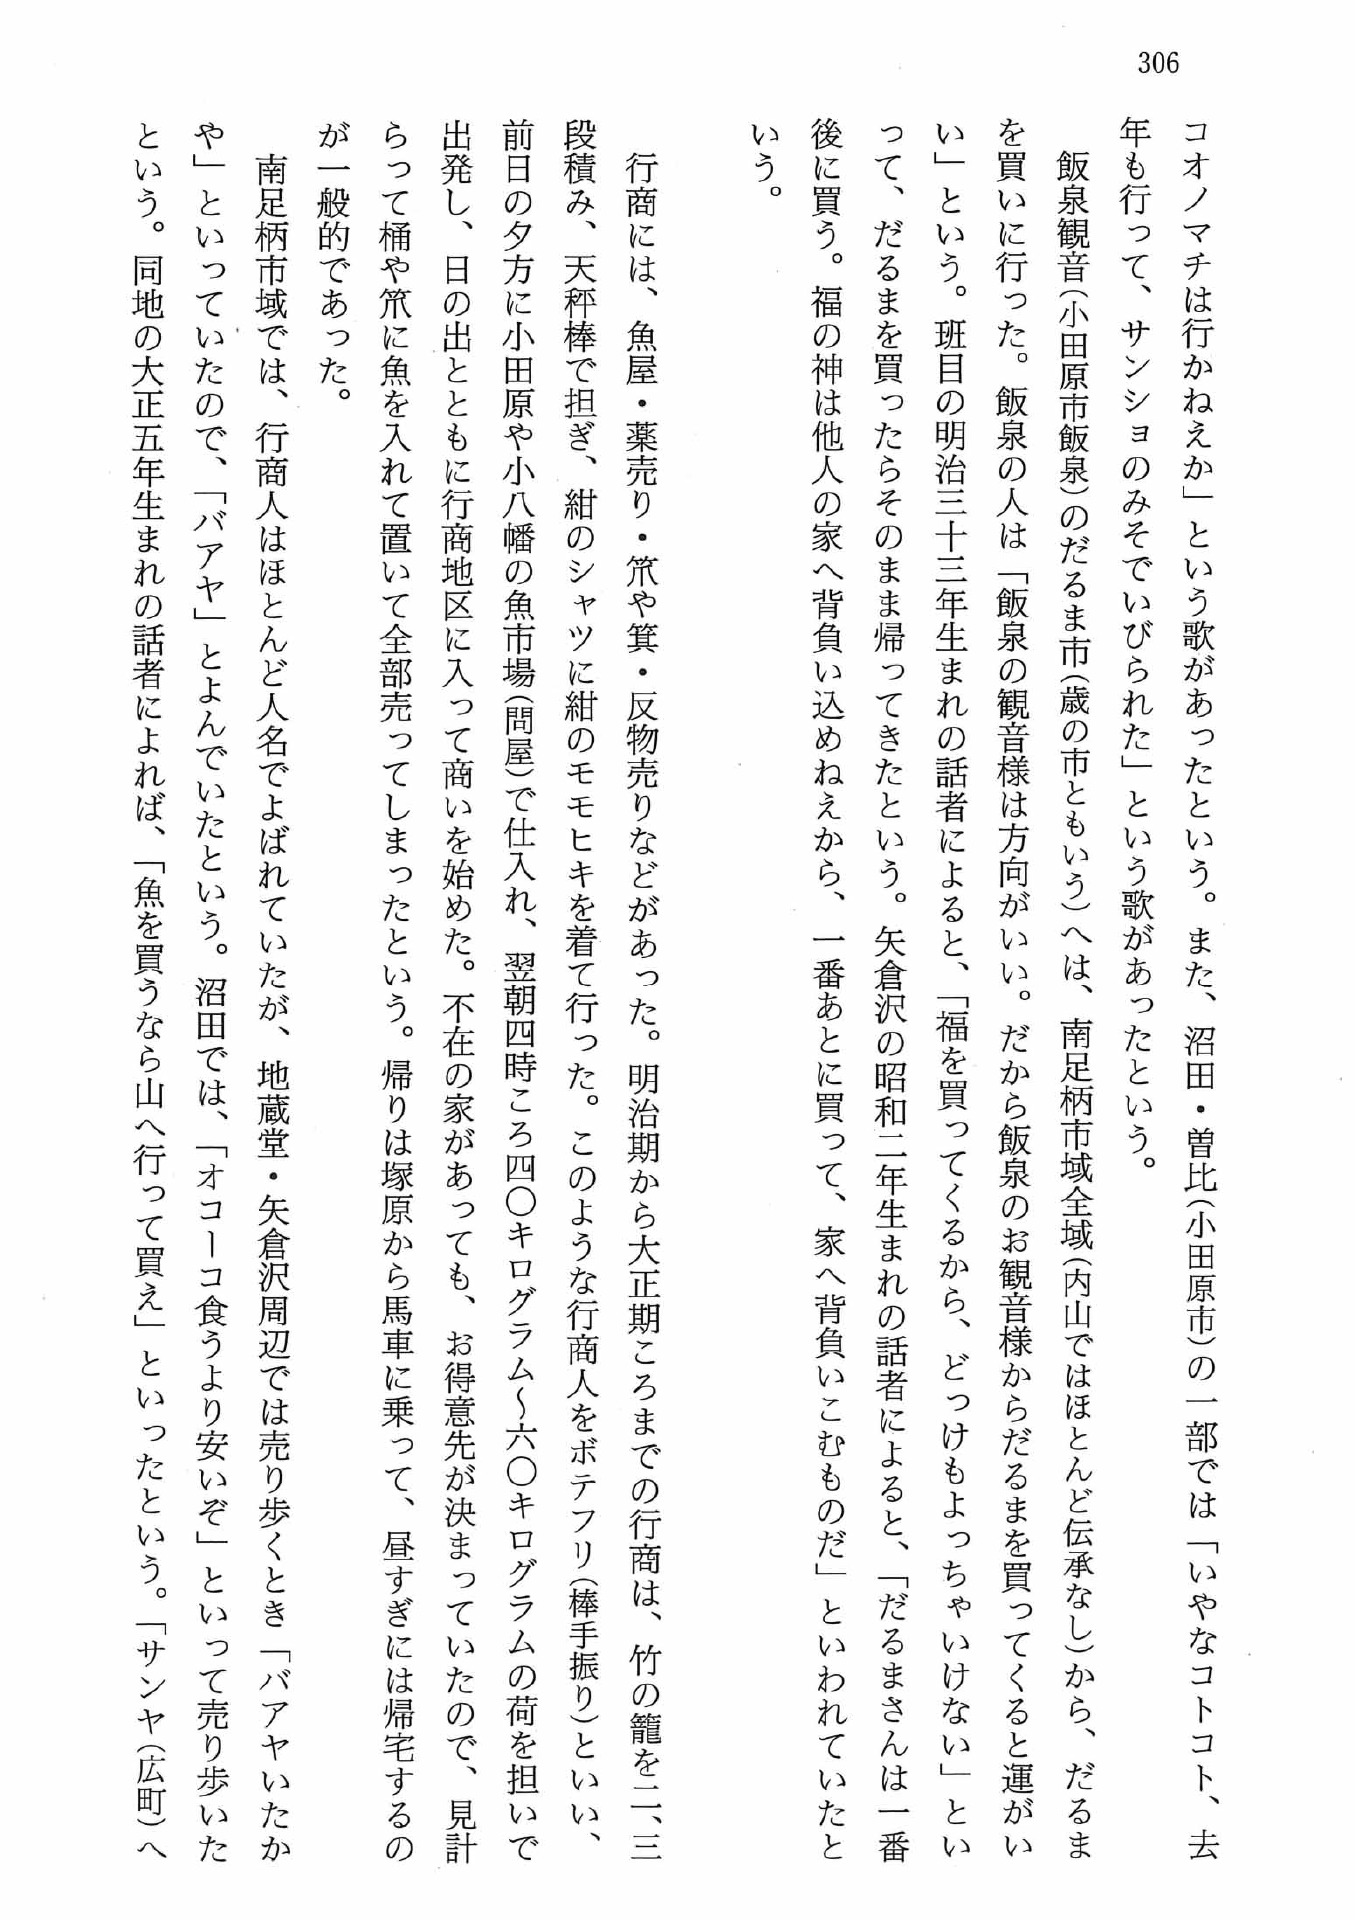 306
コオノマチは行かねえか」という歌があったという。また、沼田・曽比(小田原市)の一部では「いやなコトコト、去
年も行って、サンショのみそでいびられた」という歌があったという。
飯泉観音(小田原市飯泉)のだるま市(歳の市ともいう)へは、南足柄市域全域(内山ではほとんど伝承なし)から、だるま
を買いに行った。飯泉の人は「飯泉の観音様は方向がいい。だから飯泉のお観音様からだるまを買ってくると運がい
い」という。班目の明治三十三年生まれの話者によると、「福を買ってくるから、どっけもよっちゃいけない」とい
って、だるまを買ったらそのまま帰ってきたという。矢倉沢の昭和二年生まれの話者によると、「だるまさんは一番
後に買う。福の神は他人の家へ背負い込めねえから、一番あとに買って、家へ背負いこむものだ」といわれていたと
いう。
行商には、魚屋・薬売り・笊や箕・反物売りなどがあった。明治期から大正期ころまでの行商は、竹の籠を二、三
段積み、天秤棒で担ぎ、紺のシャツに紺のモモヒキを着て行った。このような行商人をボテフリ(棒手振り)といい、
前日の夕方に小田原や小八幡の魚市場(問屋)で仕入れ、翌朝四時ころ四〇キログラム〜六〇キログラムの荷を担いで
出発し、日の出とともに行商地区に入って商いを始めた。不在の家があっても、お得意先が決まっていたので、見計
らって桶や笊に魚を入れて置いて全部売ってしまったという。帰りは塚原から馬車に乗って、昼すぎには帰宅するの
が一般的であった。
南足柄市域では、行商人はほとんど人名でよばれていたが、地蔵堂・矢倉沢周辺では売り歩くとき「バアヤいたか
や」といっていたので、「バアヤ」とよんでいたという。沼田では、「オコーコ食うより安いぞ」といって売り歩いた
という。同地の大正五年生まれの話者によれば、「魚を買うなら山へ行って買え」といったという。「サンヤ(広町)へ